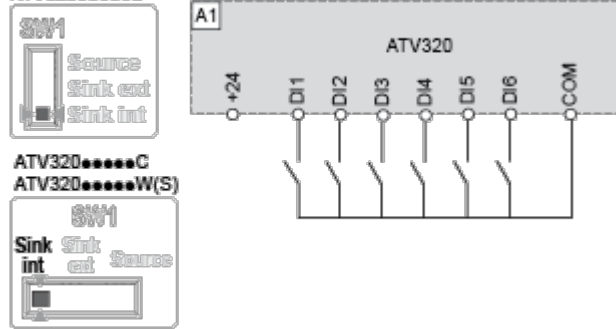 SW1
Source
Sink ext
Sink int
ATV320●●●●●C
ATV320●●●●●W(S)
SW1
Sink int
Sink ext
Source
A1
ATV320
+24
DI1
DI2
DI3
DI4
DI5
DI6
COM